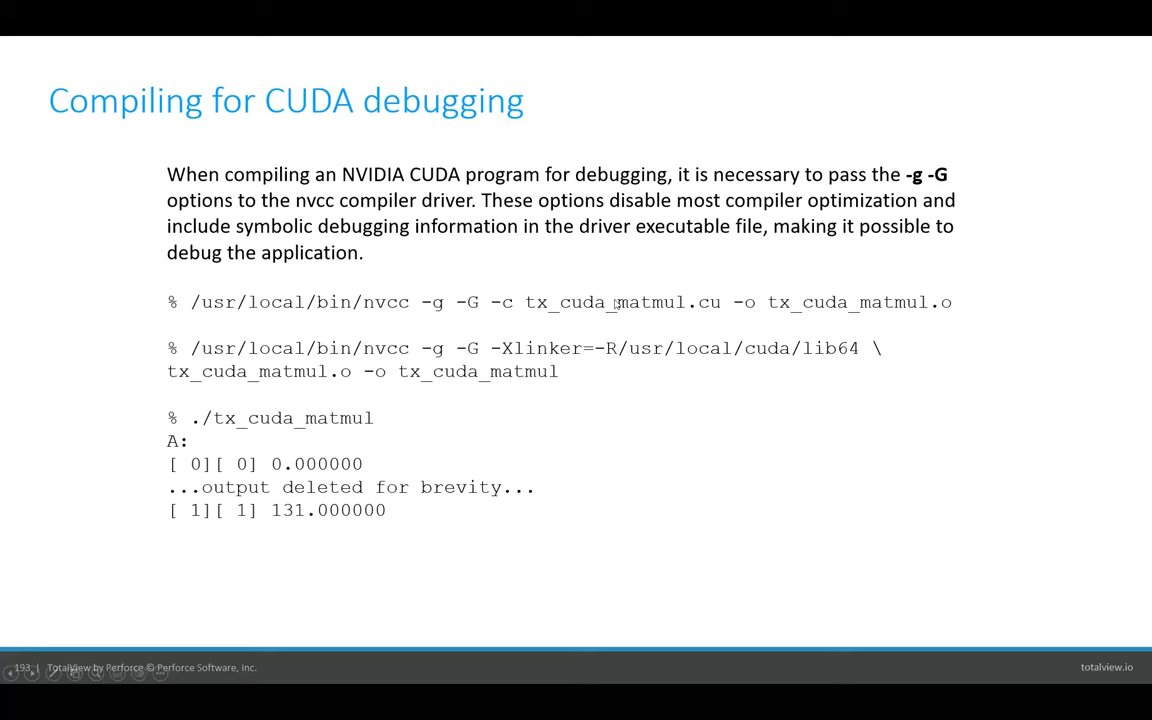 Compiling for CUDA debugging
When compiling an NVIDIA CUDA program for debugging, it is necessary to pass the -g -G
options to the nvcc compiler driver. These options disable most compiler optimization and
include symbolic debugging information in the driver executable file, making it possible to
debug the application.
% /usr/local/bin/nvcc -g -G -c tx_cuda_matmul.cu -o tx_cuda_matmul.o
% /usr/local/bin/nvcc -g -G -Xlinker=-R/usr/local/cuda/lib64 \
tx_cuda_matmul.o -o tx_cuda_matmul
% ./tx_cuda_matmul
A:
[ 0][ 0] 0.000000
...output deleted for brevity...
[ 1][ 1] 131.000000
193 | TotalView by Perforce © Perforce Software, Inc.
totalview.io